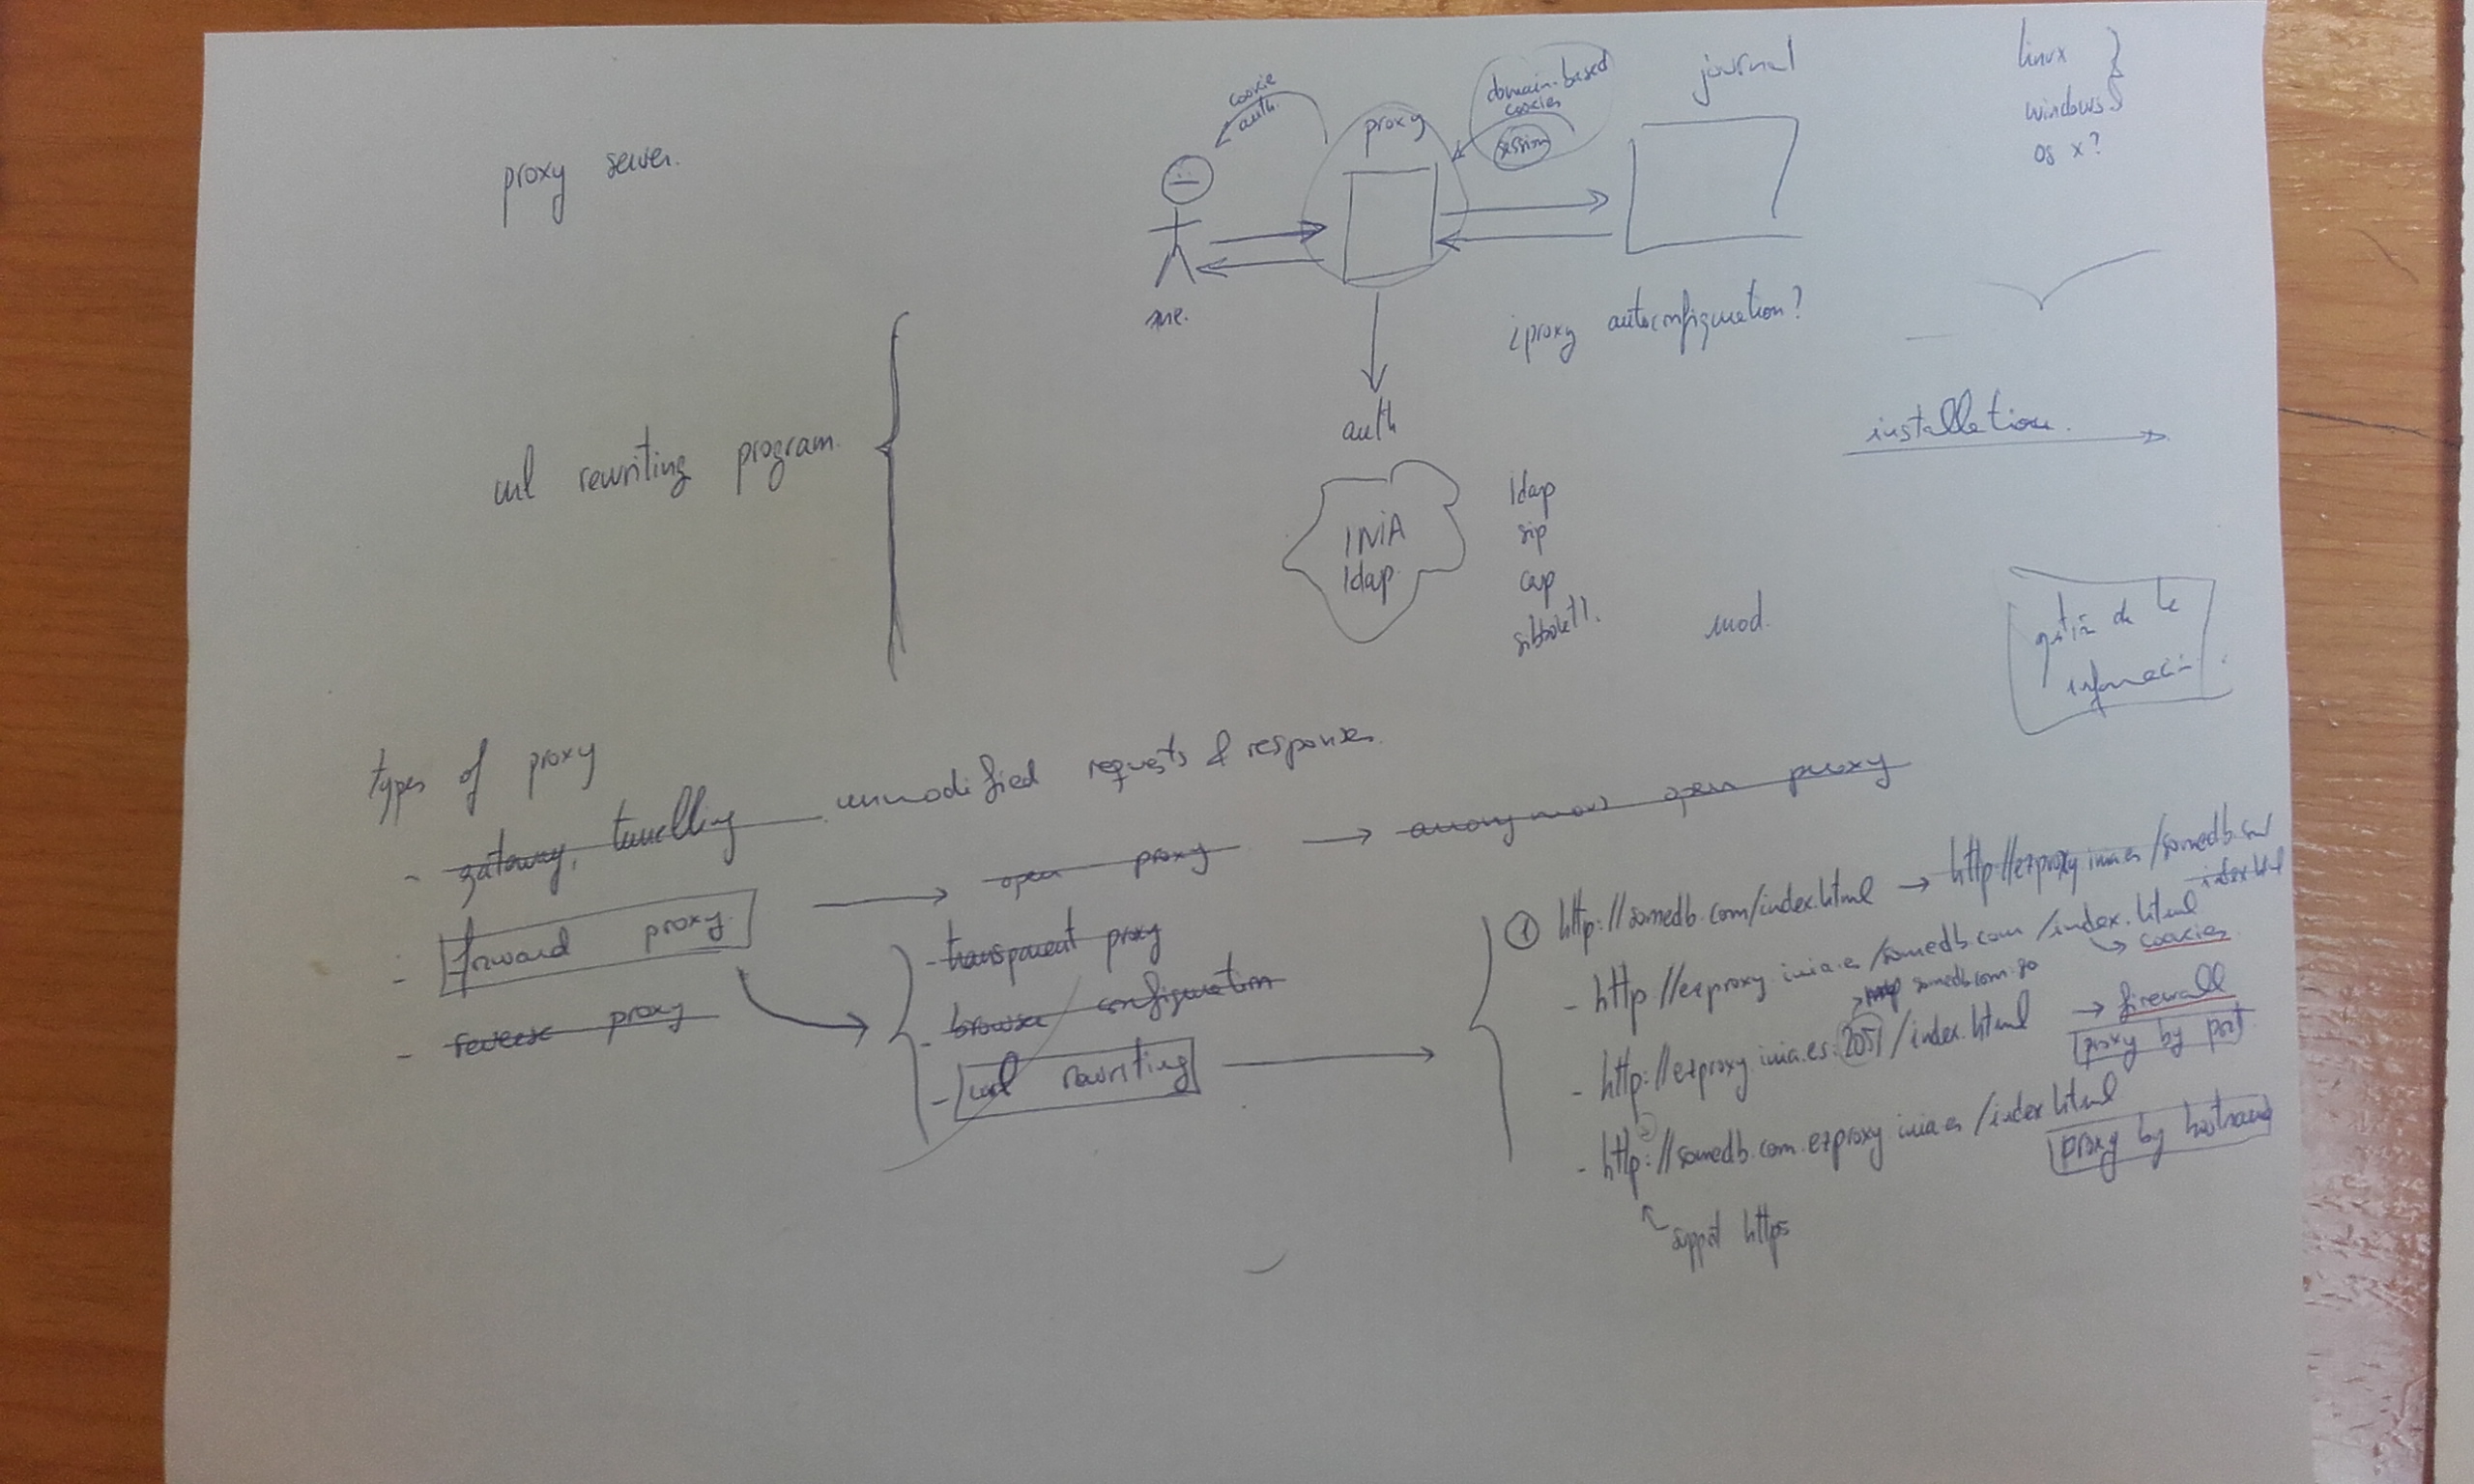 proxy server.
url rewriting program.
cookie
auth.
proxy
domain-based
cookies
session
journal
linux
windows
os x?
me.
¿proxy autoconfiguration?
installation.
auth
INIA
ldap.
ldap
sip
cap
mod.
gestión de la
información.
types of proxy
- gateway, tunelling unmodified requests & responses.
- forward proxy. → open proxy → anonymous open proxy
- reverse proxy
- transparent proxy
- browser configuration
- url rewriting
① http://somedb.com/index.html → http://ezproxy.inia.es/somedb.com/
index.html
- http://ezproxy.inia.es/somedb.com/index.html
→ cookies
somedb.com:80
- http://ezproxy.inia.es:2051/index.html → firewall
proxy by port
- http://somedb.com.ezproxy.inia.es/index.html
proxy by hostname
support https